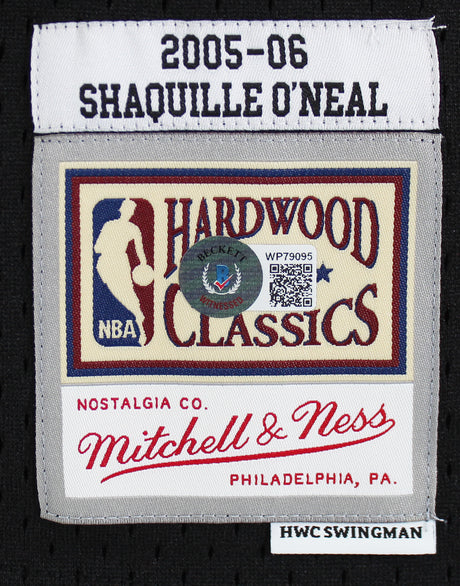 2005-06
SHAQUILLE O'NEAL
HARDWOOD
BECKETT
B
WITNESSED
WP79095
CLASSICS
NBA
NOSTALGIA CO.
Mitchell & Ness
PHILADELPHIA, PA.
HWC SWINGMAN